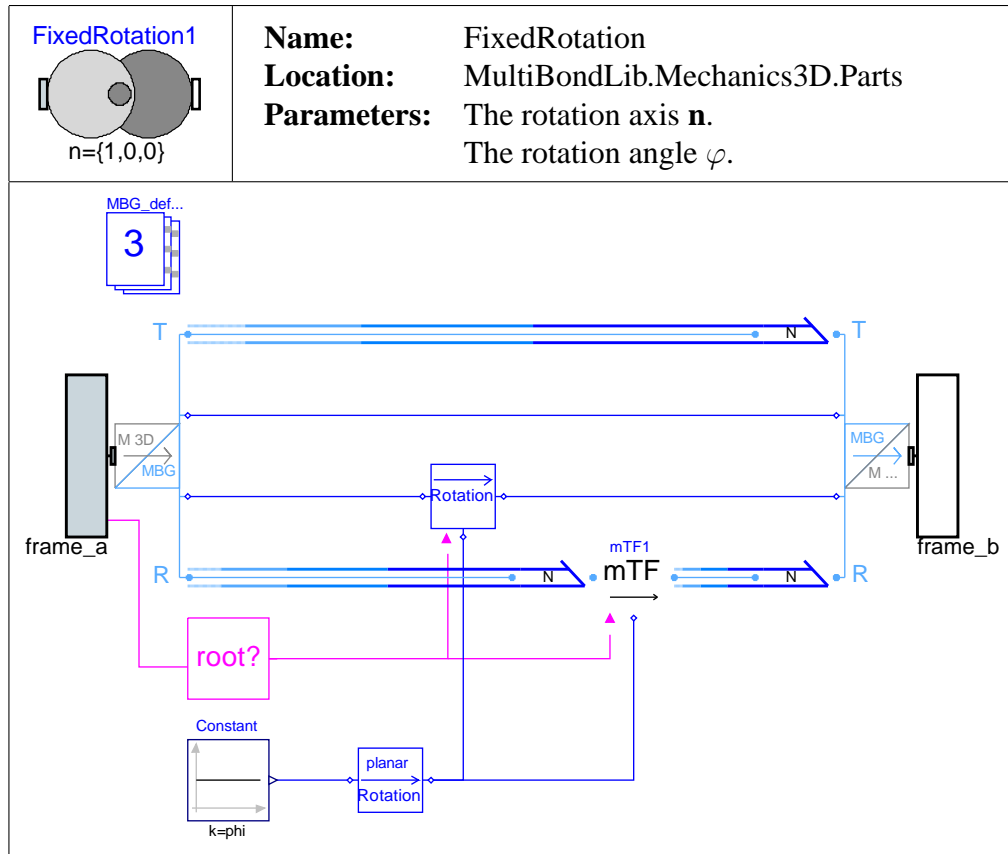 FixedRotation1
n={1,0,0}
Name: FixedRotation
Location: MultiBondLib.Mechanics3D.Parts
Parameters: The rotation axis n.
The rotation angle φ.
MBG_def...
3
T
N
T
M 3D
MBG
MBG
M ...
Rotation
frame_a
frame_b
mTF1
R
N
mTF
N
R
root?
Constant
planar
Rotation
k=phi